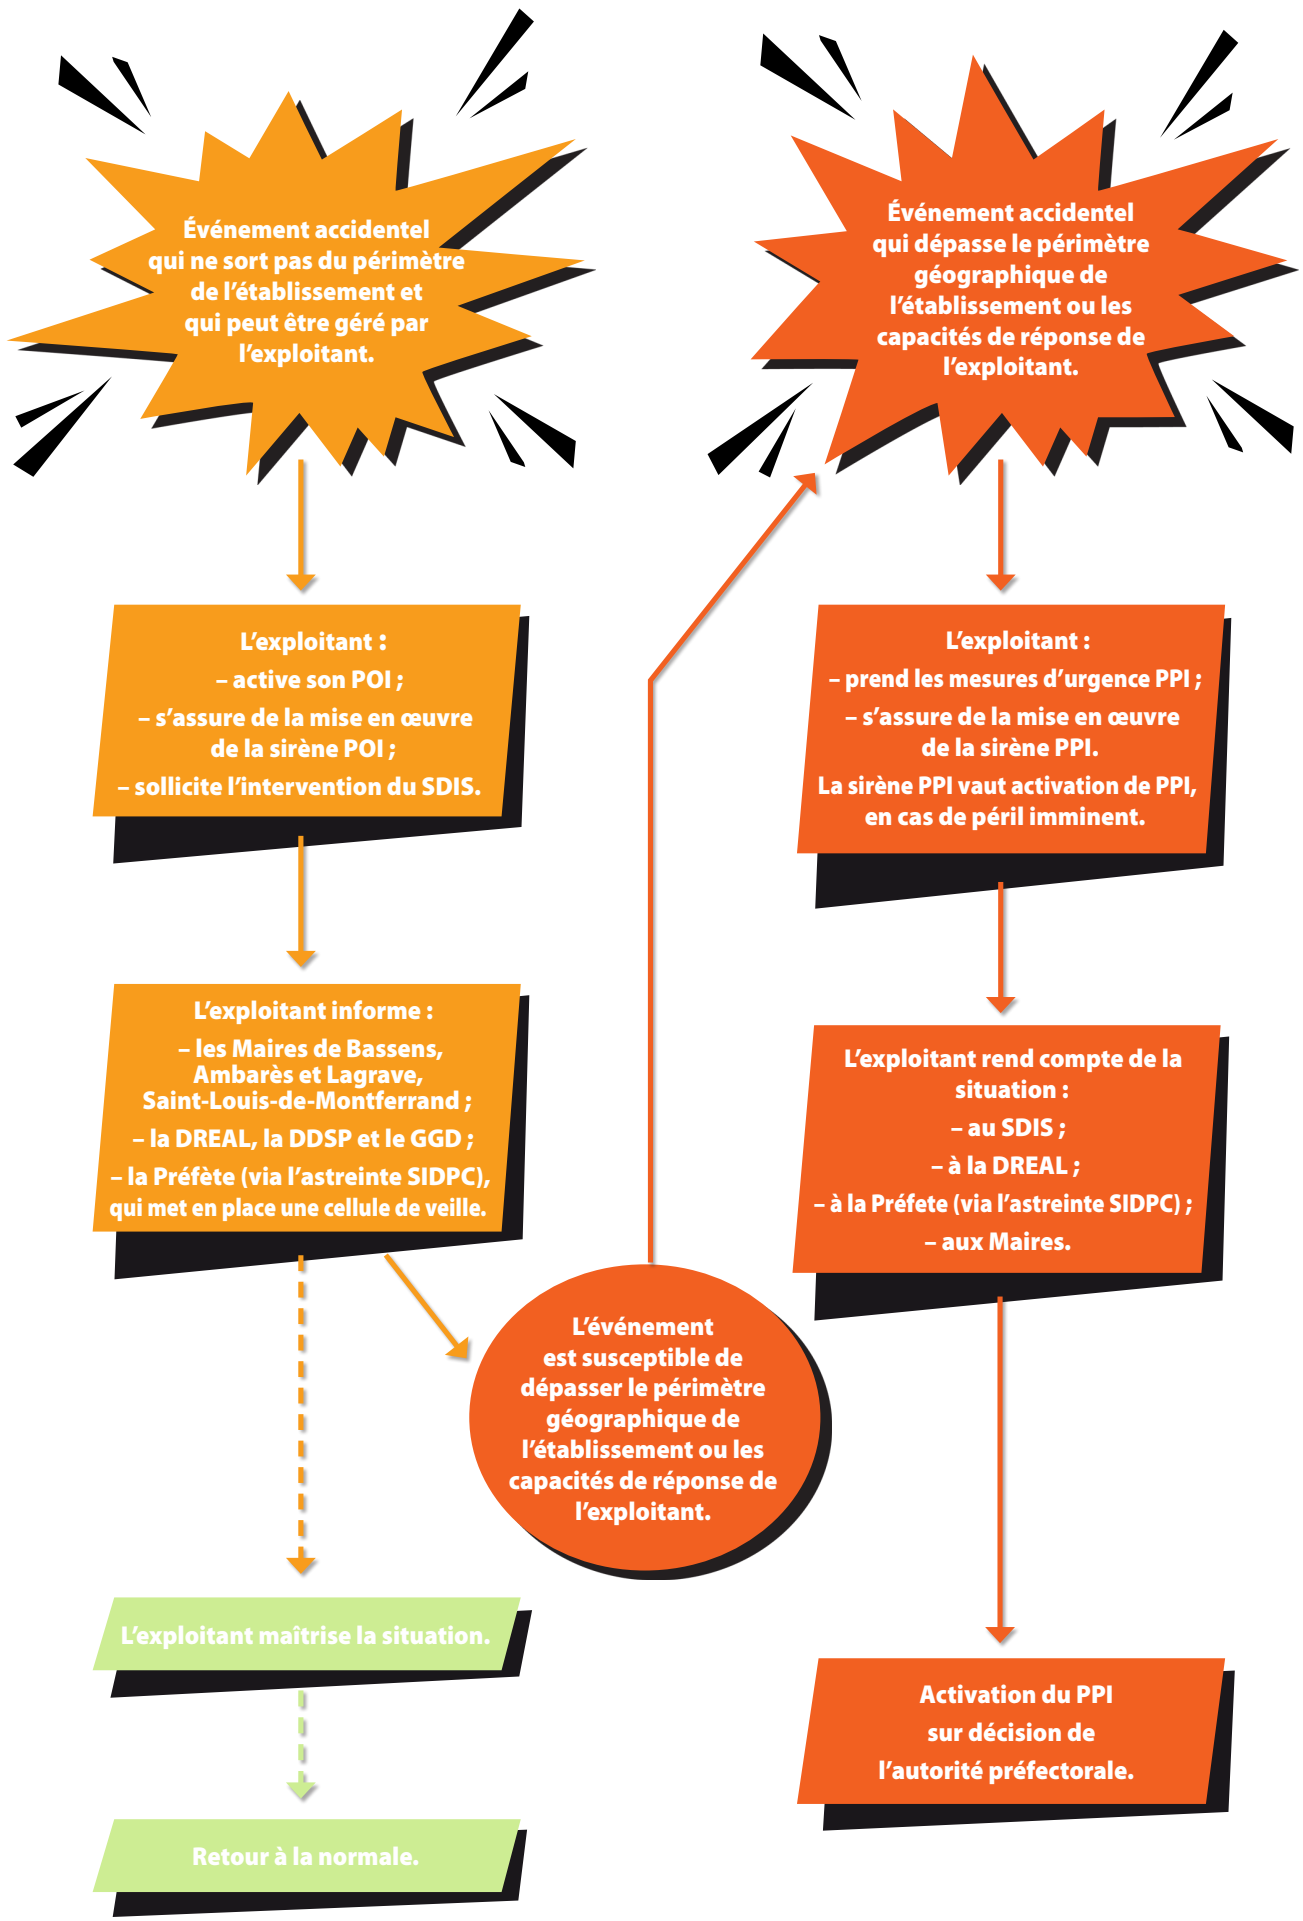 Événement accidentel
qui ne sort pas du périmètre
de l'établissement et
qui peut être géré par
l'exploitant.
L'exploitant :
– active son POI ;
– s'assure de la mise en œuvre
de la sirène POI ;
– sollicite l'intervention du SDIS.
L'exploitant informe :
– les Maires de Bassens,
Ambarès et Lagrave,
Saint-Louis-de-Montferrand ;
– la DREAL, la DDSP et le GGD ;
– la Préfète (via l'astreinte SIDPC),
qui met en place une cellule de veille.
L'exploitant maîtrise la situation.
Retour à la normale.
L'événement
est susceptible de
dépasser le périmètre
géographique de
l'établissement ou les
capacités de réponse de
l'exploitant.
Événement accidentel
qui dépasse le périmètre
géographique de
l'établissement ou les
capacités de réponse de
l'exploitant.
L'exploitant :
– prend les mesures d'urgence PPI ;
– s'assure de la mise en œuvre
de la sirène PPI.
La sirène PPI vaut activation de PPI,
en cas de péril imminent.
L'exploitant rend compte de la
situation :
– au SDIS ;
– à la DREAL ;
– à la Préfete (via l'astreinte SIDPC) ;
– aux Maires.
Activation du PPI
sur décision de
l'autorité préfectorale.